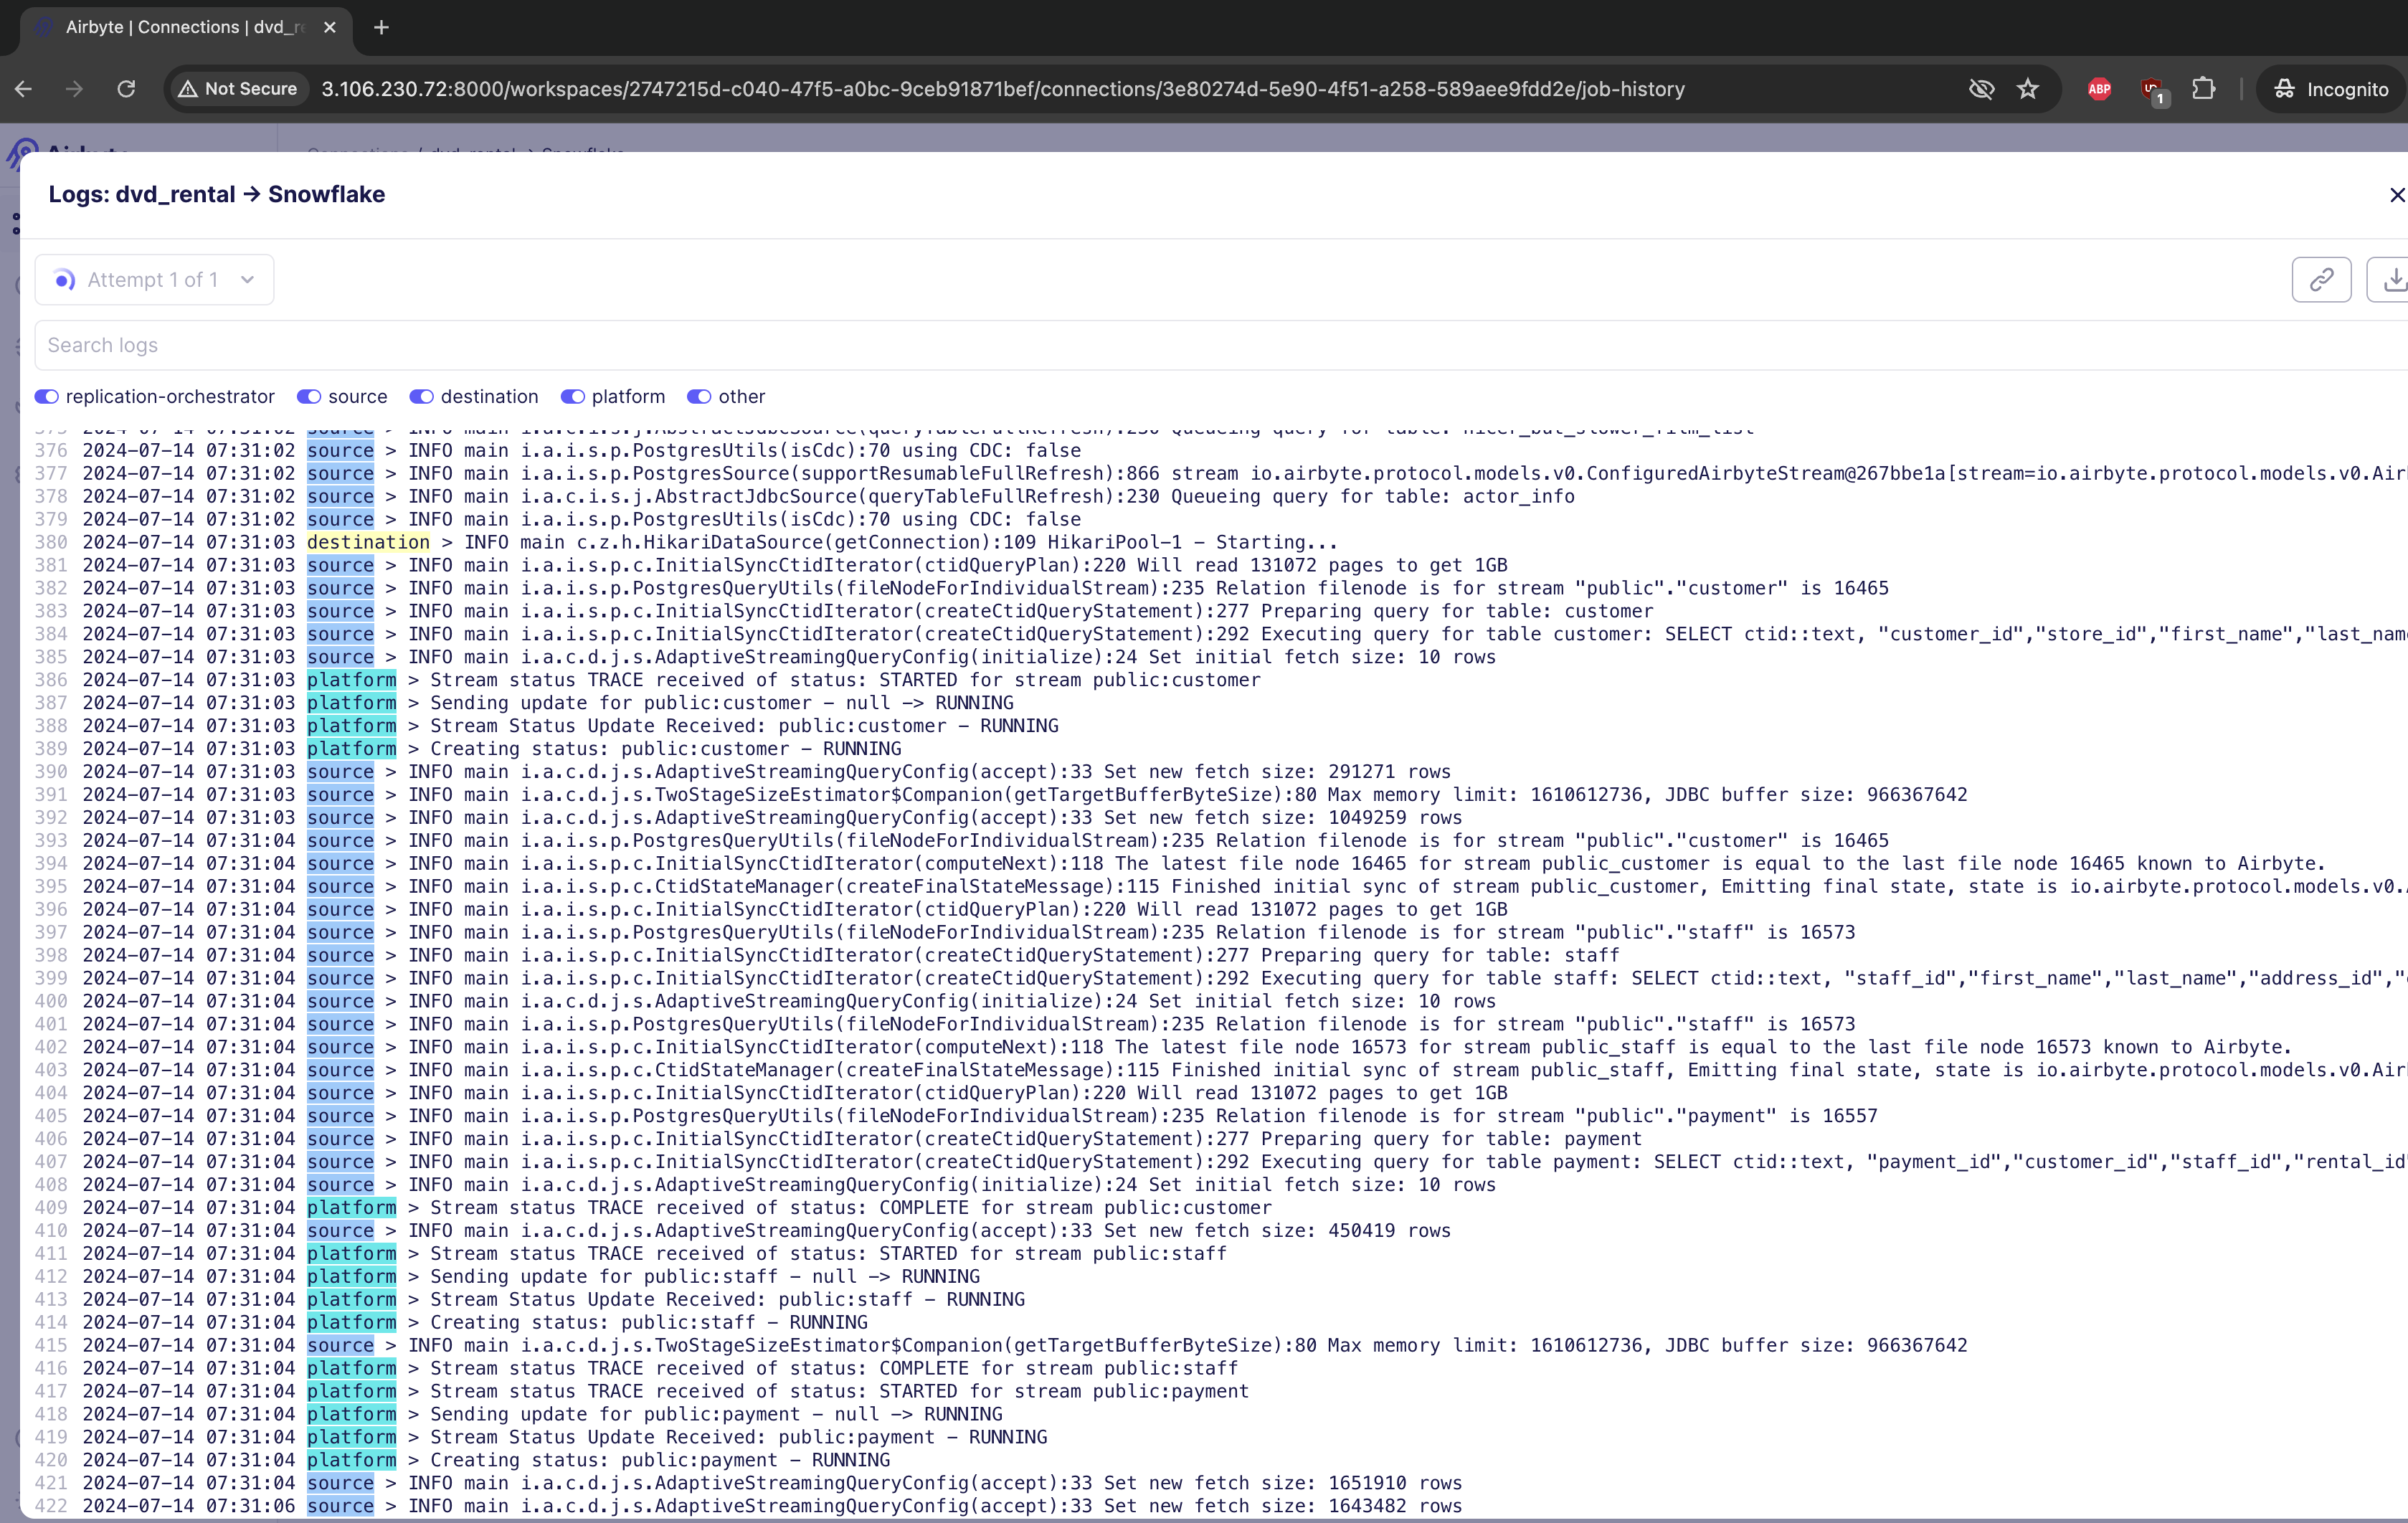 Airbyte | Connections | dvd_re
Not Secure 3.106.230.72:8000/workspaces/2747215d-c040-47f5-a0bc-9ceb91871bef/connections/3e80274d-5e90-4f51-a258-589aee9fdd2e/job-history ABP 1 Incognito
Logs: dvd_rental → Snowflake
Attempt 1 of 1
Search logs
replication-orchestrator source destination platform other
375 2024-07-14 07:31:02 source > INFO main i.a.c.i.s.j.AbstractJdbcSource(queryTableFullRefresh):230 Queueing query for table: nicer_but_slower_film_list
376 2024-07-14 07:31:02 source > INFO main i.a.i.s.p.PostgresUtils(isCdc):70 using CDC: false
377 2024-07-14 07:31:02 source > INFO main i.a.i.s.p.PostgresSource(supportResumableFullRefresh):866 stream io.airbyte.protocol.models.v0.ConfiguredAirbyteStream@267bbe1a[stream=io.airbyte.protocol.models.v0.Air
378 2024-07-14 07:31:02 source > INFO main i.a.c.i.s.j.AbstractJdbcSource(queryTableFullRefresh):230 Queueing query for table: actor_info
379 2024-07-14 07:31:02 source > INFO main i.a.i.s.p.PostgresUtils(isCdc):70 using CDC: false
380 2024-07-14 07:31:03 destination > INFO main c.z.h.HikariDataSource(getConnection):109 HikariPool-1 - Starting...
381 2024-07-14 07:31:03 source > INFO main i.a.i.s.p.c.InitialSyncCtidIterator(ctidQueryPlan):220 Will read 131072 pages to get 1GB
382 2024-07-14 07:31:03 source > INFO main i.a.i.s.p.PostgresQueryUtils(fileNodeForIndividualStream):235 Relation filenode is for stream "public"."customer" is 16465
383 2024-07-14 07:31:03 source > INFO main i.a.i.s.p.c.InitialSyncCtidIterator(createCtidQueryStatement):277 Preparing query for table: customer
384 2024-07-14 07:31:03 source > INFO main i.a.i.s.p.c.InitialSyncCtidIterator(createCtidQueryStatement):292 Executing query for table customer: SELECT ctid::text, "customer_id","store_id","first_name","last_nam
385 2024-07-14 07:31:03 source > INFO main i.a.c.d.j.s.AdaptiveStreamingQueryConfig(initialize):24 Set initial fetch size: 10 rows
386 2024-07-14 07:31:03 platform > Stream status TRACE received of status: STARTED for stream public:customer
387 2024-07-14 07:31:03 platform > Sending update for public:customer - null -> RUNNING
388 2024-07-14 07:31:03 platform > Stream Status Update Received: public:customer - RUNNING
389 2024-07-14 07:31:03 platform > Creating status: public:customer - RUNNING
390 2024-07-14 07:31:03 source > INFO main i.a.c.d.j.s.AdaptiveStreamingQueryConfig(accept):33 Set new fetch size: 291271 rows
391 2024-07-14 07:31:03 source > INFO main i.a.c.d.j.s.TwoStageSizeEstimator$Companion(getTargetBufferByteSize):80 Max memory limit: 1610612736, JDBC buffer size: 966367642
392 2024-07-14 07:31:03 source > INFO main i.a.c.d.j.s.AdaptiveStreamingQueryConfig(accept):33 Set new fetch size: 1049259 rows
393 2024-07-14 07:31:04 source > INFO main i.a.i.s.p.PostgresQueryUtils(fileNodeForIndividualStream):235 Relation filenode is for stream "public"."customer" is 16465
394 2024-07-14 07:31:04 source > INFO main i.a.i.s.p.c.InitialSyncCtidIterator(computeNext):118 The latest file node 16465 for stream public_customer is equal to the last file node 16465 known to Airbyte.
395 2024-07-14 07:31:04 source > INFO main i.a.i.s.p.c.CtidStateManager(createFinalStateMessage):115 Finished initial sync of stream public_customer, Emitting final state, state is io.airbyte.protocol.models.v0.
396 2024-07-14 07:31:04 source > INFO main i.a.i.s.p.c.InitialSyncCtidIterator(ctidQueryPlan):220 Will read 131072 pages to get 1GB
397 2024-07-14 07:31:04 source > INFO main i.a.i.s.p.PostgresQueryUtils(fileNodeForIndividualStream):235 Relation filenode is for stream "public"."staff" is 16573
398 2024-07-14 07:31:04 source > INFO main i.a.i.s.p.c.InitialSyncCtidIterator(createCtidQueryStatement):277 Preparing query for table: staff
399 2024-07-14 07:31:04 source > INFO main i.a.i.s.p.c.InitialSyncCtidIterator(createCtidQueryStatement):292 Executing query for table staff: SELECT ctid::text, "staff_id","first_name","last_name","address_id","
400 2024-07-14 07:31:04 source > INFO main i.a.c.d.j.s.AdaptiveStreamingQueryConfig(initialize):24 Set initial fetch size: 10 rows
401 2024-07-14 07:31:04 source > INFO main i.a.i.s.p.PostgresQueryUtils(fileNodeForIndividualStream):235 Relation filenode is for stream "public"."staff" is 16573
402 2024-07-14 07:31:04 source > INFO main i.a.i.s.p.c.InitialSyncCtidIterator(computeNext):118 The latest file node 16573 for stream public_staff is equal to the last file node 16573 known to Airbyte.
403 2024-07-14 07:31:04 source > INFO main i.a.i.s.p.c.CtidStateManager(createFinalStateMessage):115 Finished initial sync of stream public_staff, Emitting final state, state is io.airbyte.protocol.models.v0.Air
404 2024-07-14 07:31:04 source > INFO main i.a.i.s.p.c.InitialSyncCtidIterator(ctidQueryPlan):220 Will read 131072 pages to get 1GB
405 2024-07-14 07:31:04 source > INFO main i.a.i.s.p.PostgresQueryUtils(fileNodeForIndividualStream):235 Relation filenode is for stream "public"."payment" is 16557
406 2024-07-14 07:31:04 source > INFO main i.a.i.s.p.c.InitialSyncCtidIterator(createCtidQueryStatement):277 Preparing query for table: payment
407 2024-07-14 07:31:04 source > INFO main i.a.i.s.p.c.InitialSyncCtidIterator(createCtidQueryStatement):292 Executing query for table payment: SELECT ctid::text, "payment_id","customer_id","staff_id","rental_id
408 2024-07-14 07:31:04 source > INFO main i.a.c.d.j.s.AdaptiveStreamingQueryConfig(initialize):24 Set initial fetch size: 10 rows
409 2024-07-14 07:31:04 platform > Stream status TRACE received of status: COMPLETE for stream public:customer
410 2024-07-14 07:31:04 source > INFO main i.a.c.d.j.s.AdaptiveStreamingQueryConfig(accept):33 Set new fetch size: 450419 rows
411 2024-07-14 07:31:04 platform > Stream status TRACE received of status: STARTED for stream public:staff
412 2024-07-14 07:31:04 platform > Sending update for public:staff - null -> RUNNING
413 2024-07-14 07:31:04 platform > Stream Status Update Received: public:staff - RUNNING
414 2024-07-14 07:31:04 platform > Creating status: public:staff - RUNNING
415 2024-07-14 07:31:04 source > INFO main i.a.c.d.j.s.TwoStageSizeEstimator$Companion(getTargetBufferByteSize):80 Max memory limit: 1610612736, JDBC buffer size: 966367642
416 2024-07-14 07:31:04 platform > Stream status TRACE received of status: COMPLETE for stream public:staff
417 2024-07-14 07:31:04 platform > Stream status TRACE received of status: STARTED for stream public:payment
418 2024-07-14 07:31:04 platform > Sending update for public:payment - null -> RUNNING
419 2024-07-14 07:31:04 platform > Stream Status Update Received: public:payment - RUNNING
420 2024-07-14 07:31:04 platform > Creating status: public:payment - RUNNING
421 2024-07-14 07:31:04 source > INFO main i.a.c.d.j.s.AdaptiveStreamingQueryConfig(accept):33 Set new fetch size: 1651910 rows
422 2024-07-14 07:31:06 source > INFO main i.a.c.d.j.s.AdaptiveStreamingQueryConfig(accept):33 Set new fetch size: 1643482 rows